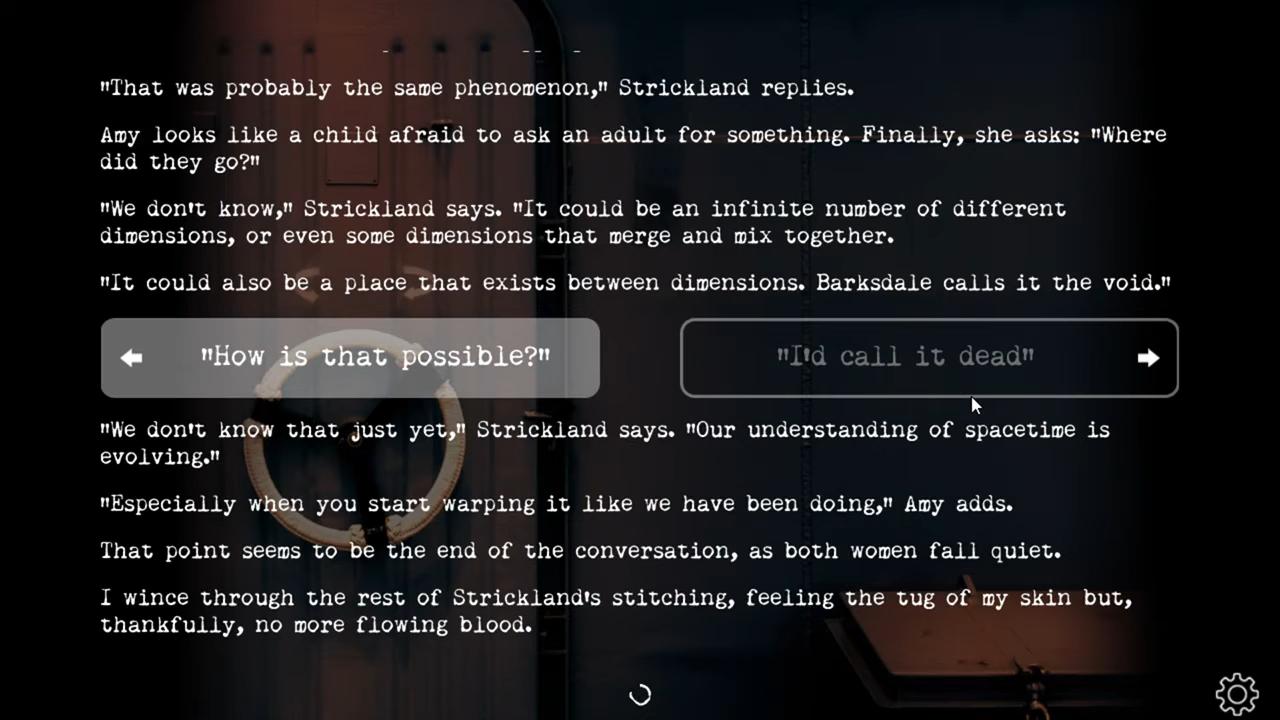 "That was probably the same phenomenon," Strickland replies.
Amy looks like a child afraid to ask an adult for something. Finally, she asks: "Where
did they go?"
"We don't know," Strickland says. "It could be an infinite number of different
dimensions, or even some dimensions that merge and mix together.
"It could also be a place that exists between dimensions. Barksdale calls it the void."
"How is that possible?"
"I'd call it dead"
"We don't know that just yet," Strickland says. "Our understanding of spacetime is
evolving."
"Especially when you start warping it like we have been doing," Amy adds.
That point seems to be the end of the conversation, as both women fall quiet.
I wince through the rest of Strickland's stitching, feeling the tug of my skin but,
thankfully, no more flowing blood.